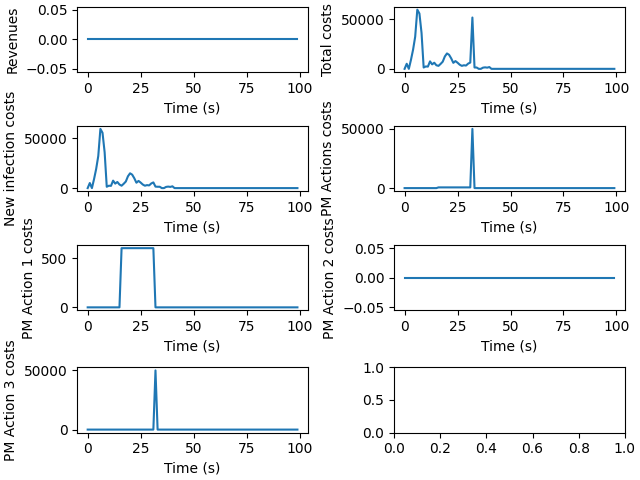 Revenues
0.05
0.00
−0.05
0 25 50 75 100
Time (s)
Total costs
50000
0
0 25 50 75 100
Time (s)
New infection costs
50000
0
0 25 50 75 100
Time (s)
PM Actions costs
50000
0
0 25 50 75 100
Time (s)
PM Action 1 costs
500
0
0 25 50 75 100
Time (s)
PM Action 2 costs
0.05
0.00
−0.05
0 25 50 75 100
Time (s)
PM Action 3 costs
50000
0
0 25 50 75 100
Time (s)
1.0
0.5
0.0
0.0 0.2 0.4 0.6 0.8 1.0